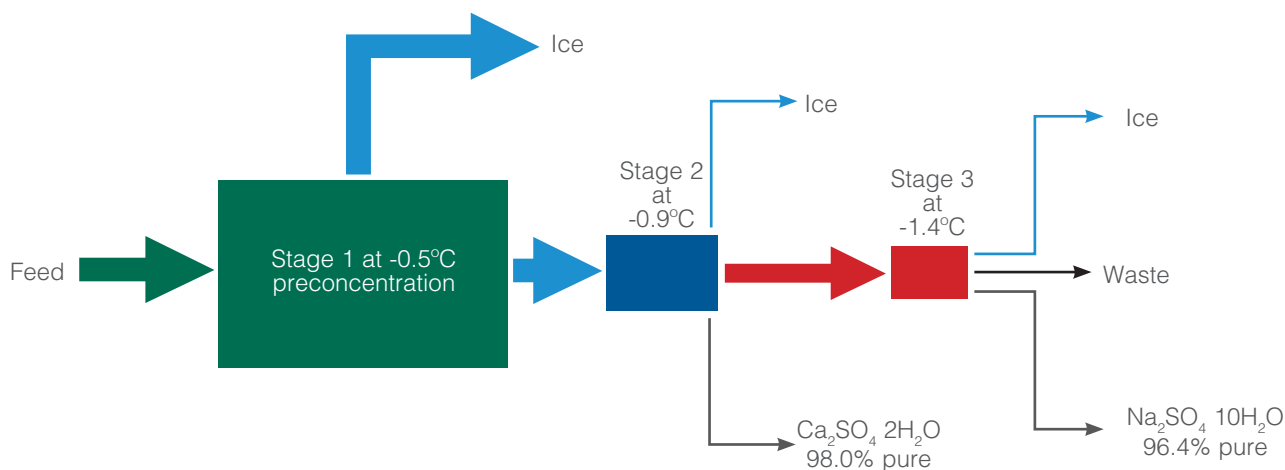 Ice
Ice
Ice
Stage 2
at
-0.9ºC
Stage 3
at
-1.4ºC
Feed
Stage 1 at -0.5ºC
preconcentration
Waste
Ca₂SO₄ 2H₂O
98.0% pure
Na₂SO₄ 10H₂O
96.4% pure